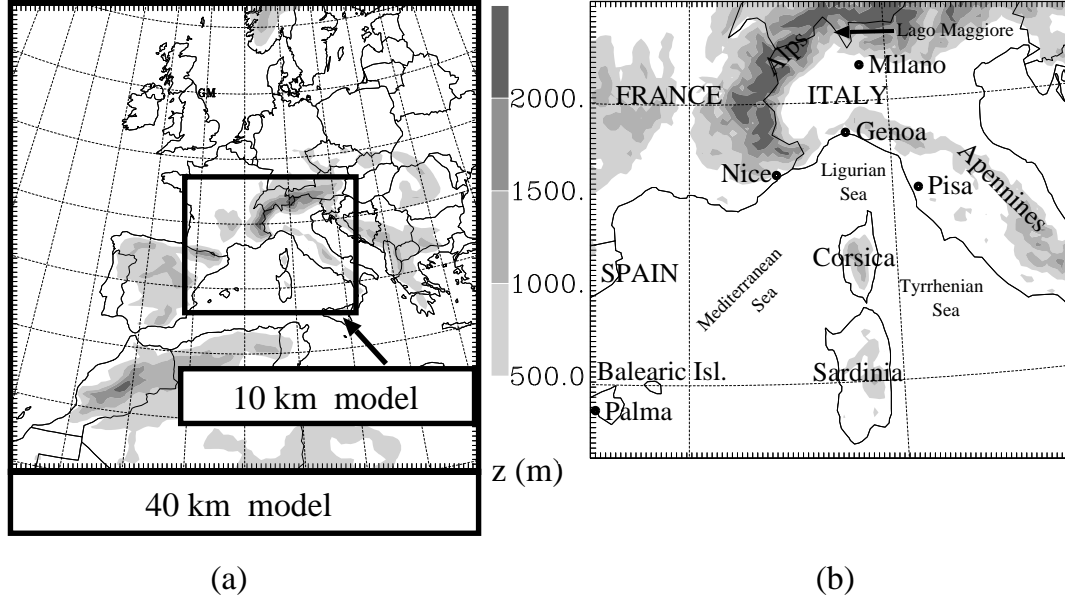 GM
10 km  model
40 km  model
(a)
2000.
1500.
1000.
500.0
z (m)
Lago Maggiore
Alps
Milano
FRANCE
ITALY
Genoa
Nice
Ligurian
Sea
Pisa
Apennines
SPAIN
Mediterranean
Sea
Corsica
Tyrrhenian
Sea
Balearic Isl.
Sardinia
Palma
(b)